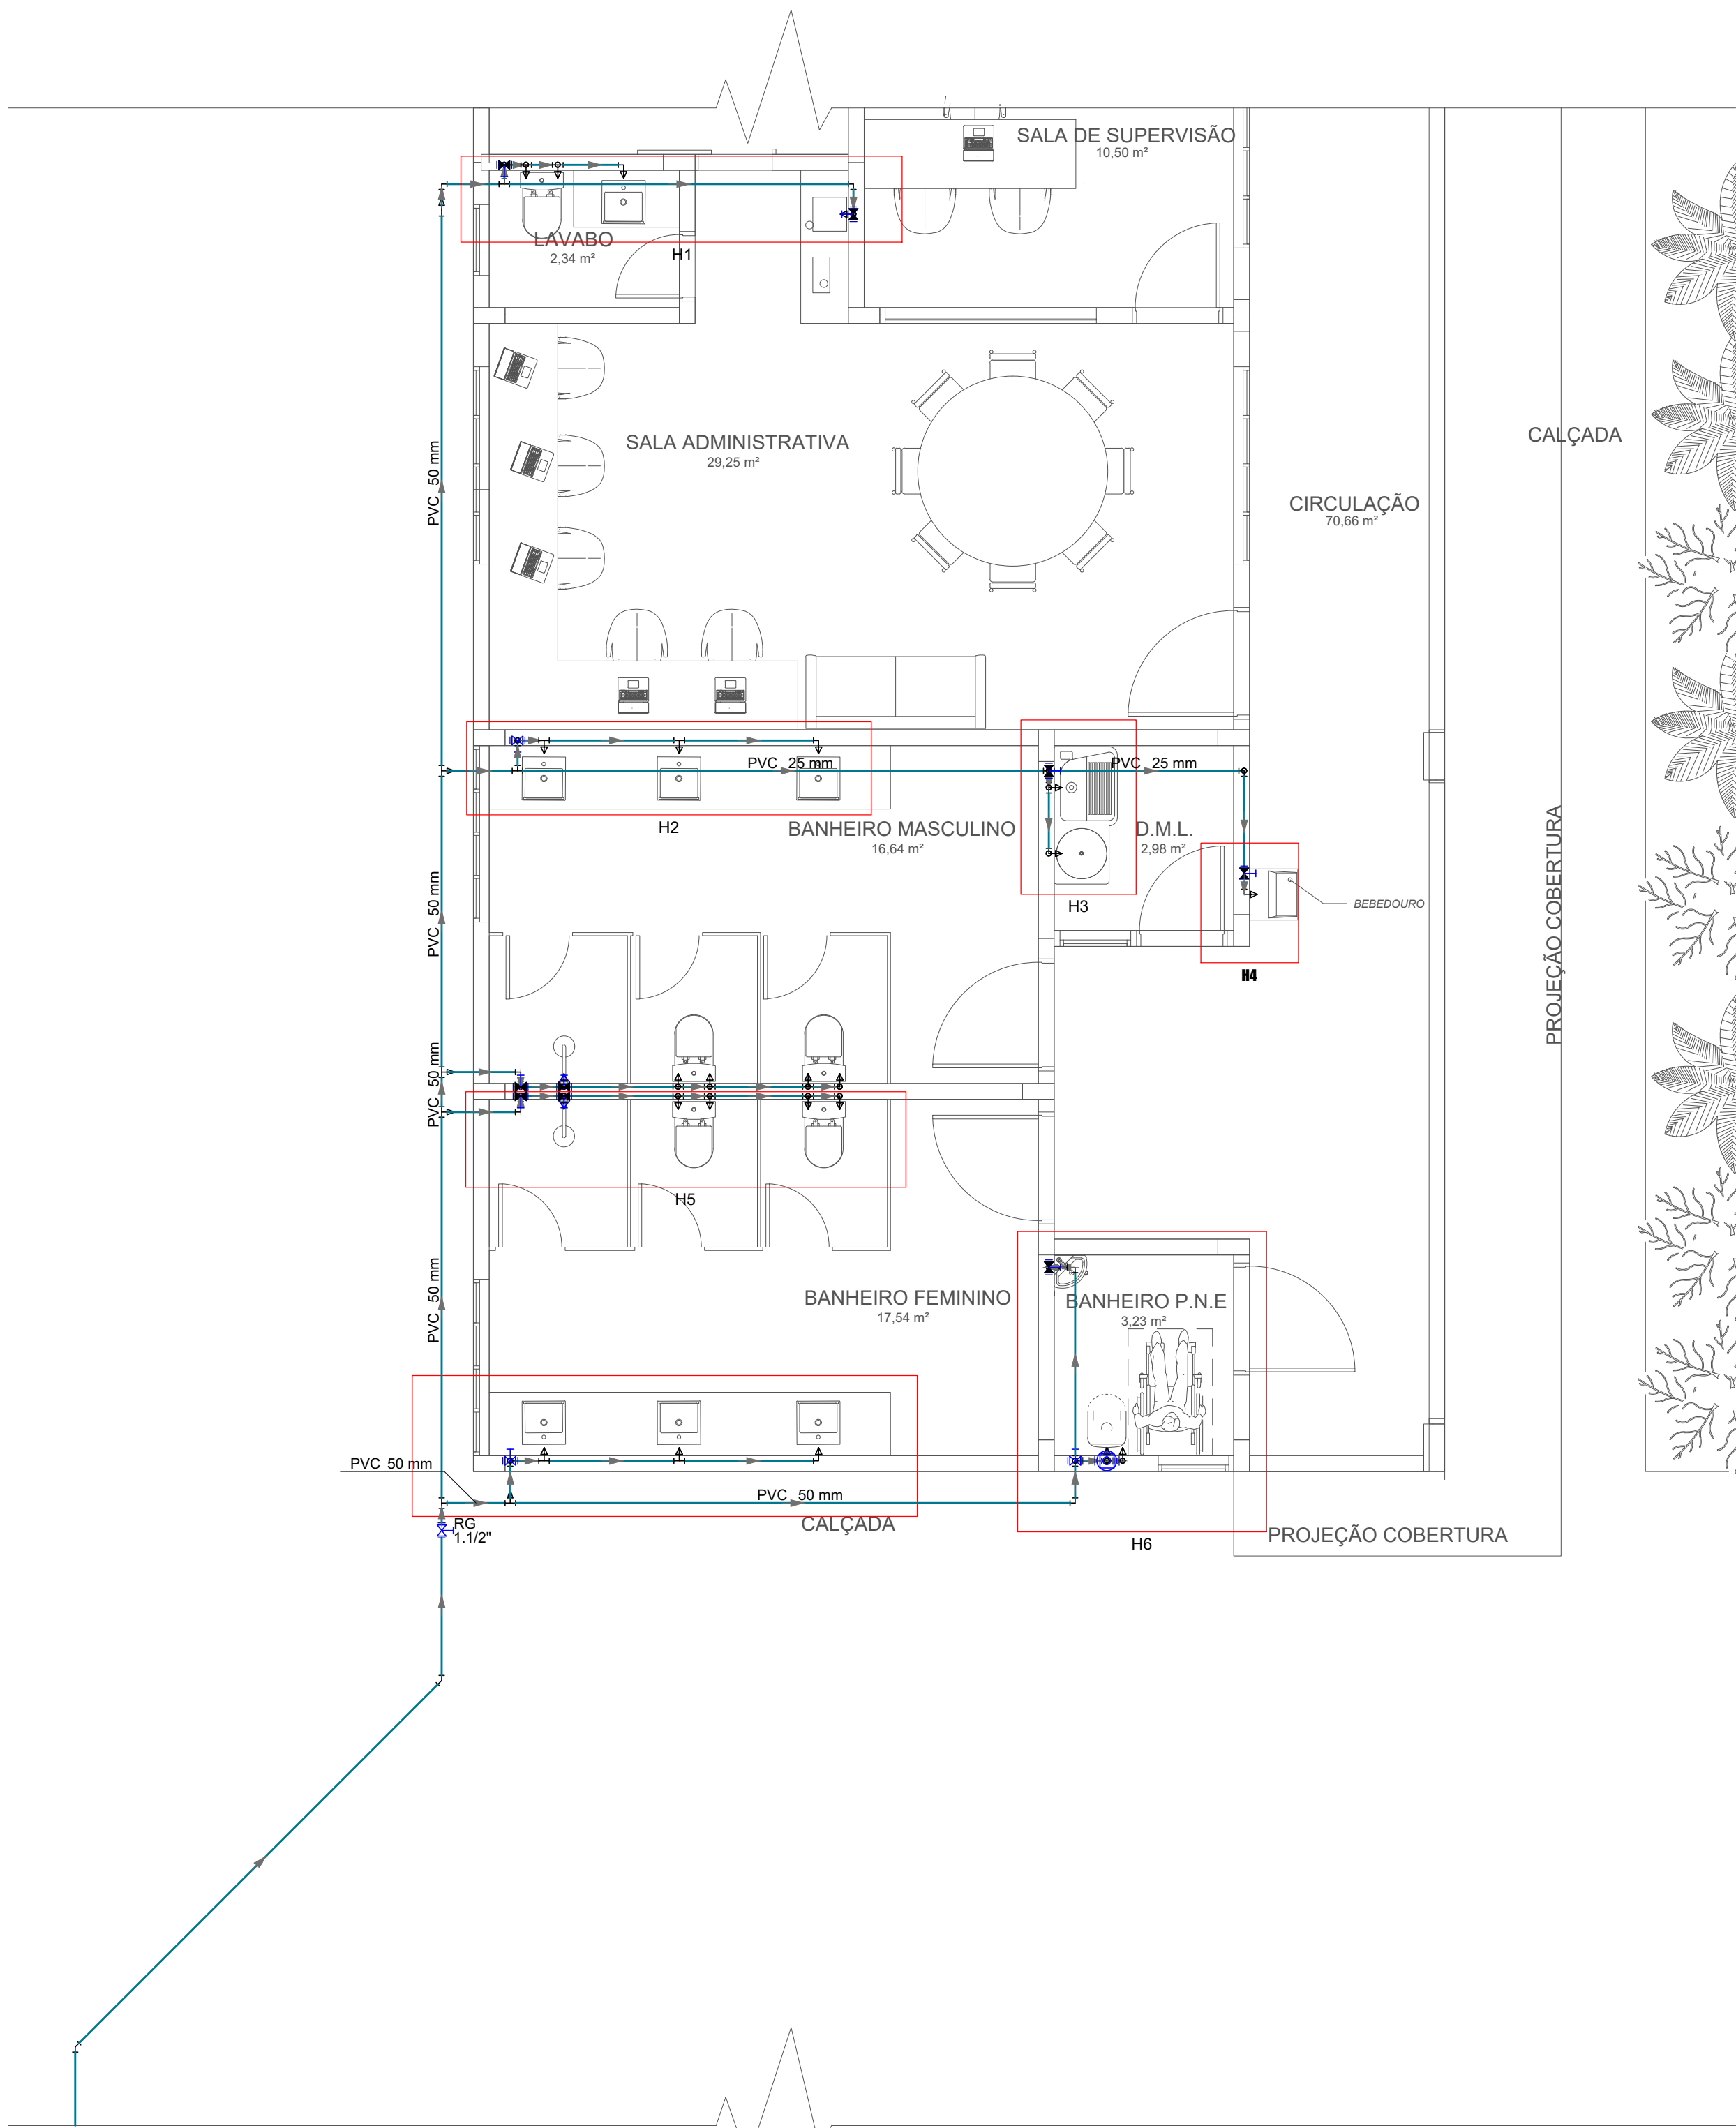 SALA DE SUPERVISÃO
10,50 m²
LAVABO
2,34 m²
H1
SALA ADMINISTRATIVA
29,25 m²
CALÇADA
CIRCULAÇÃO
70,66 m²
PVC 50 mm
PVC 25 mm
PVC 25 mm
H2
BANHEIRO MASCULINO
16,64 m²
D.M.L.
2,98 m²
H3
BEBEDOURO
H4
PROJEÇÃO COBERTURA
PVC 50 mm
PVC 50 mm
H5
PVC 50 mm
BANHEIRO FEMININO
17,54 m²
BANHEIRO P.N.E
3,23 m²
PVC 50 mm
PVC 50 mm
RG
1.1/2"
CALÇADA
H6
PROJEÇÃO COBERTURA